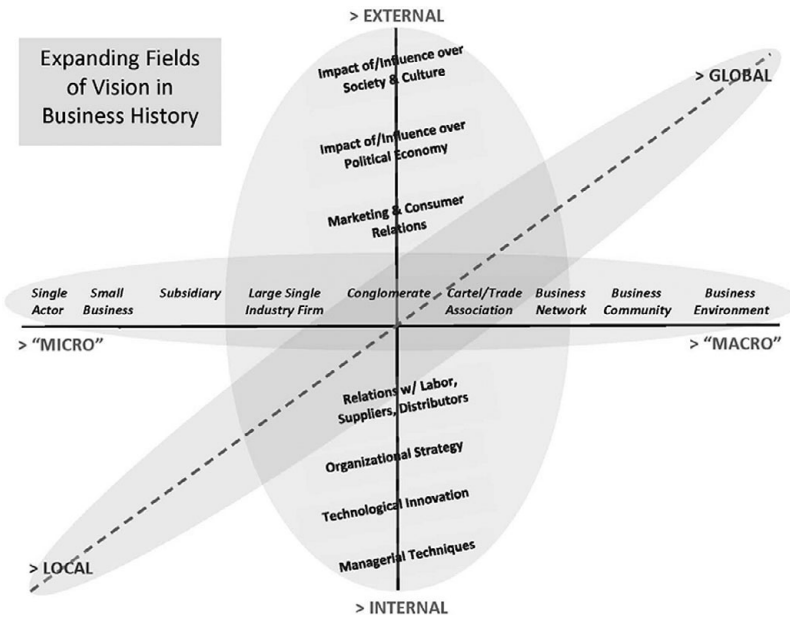 > EXTERNAL
Expanding Fields
of Vision in
Business History
Impact of/Influence over
Society & Culture
> GLOBAL
Impact of/Influence over
Political Economy
Marketing & Consumer
Relations
Single
Actor
Small
Business
Subsidiary
Large Single
Industry Firm
Conglomerate
Cartel/Trade
Association
Business
Network
Business
Community
Business
Environment
> “MICRO”
> “MACRO”
Relations w/ Labor,
Suppliers, Distributors
Organizational Strategy
Technological Innovation
Managerial Techniques
> LOCAL
> INTERNAL